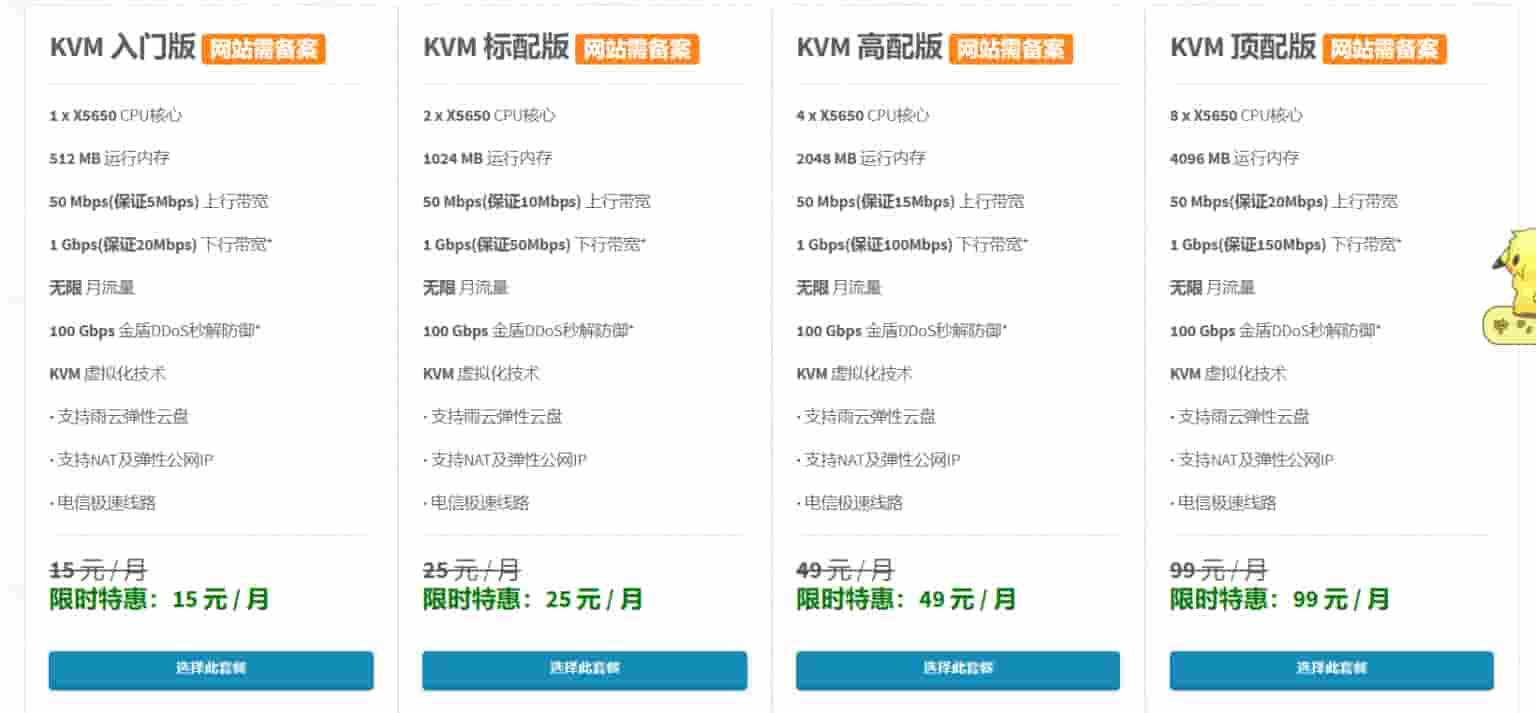 KVM 入门版 网站需备案
1 x X5650 CPU核心
512 MB 运行内存
50 Mbps(保证5Mbps) 上行带宽
1 Gbps(保证20Mbps) 下行带宽*
无限 月流量
100 Gbps 金盾DDoS秒解防御*
KVM 虚拟化技术
· 支持雨云弹性云盘
· 支持NAT及弹性公网IP
· 电信极速线路
15 元 / 月
限时特惠：15 元 / 月
选择此套餐
KVM 标配版 网站需备案
2 x X5650 CPU核心
1024 MB 运行内存
50 Mbps(保证10Mbps) 上行带宽
1 Gbps(保证50Mbps) 下行带宽*
无限 月流量
100 Gbps 金盾DDoS秒解防御*
KVM 虚拟化技术
· 支持雨云弹性云盘
· 支持NAT及弹性公网IP
· 电信极速线路
25 元 / 月
限时特惠：25 元 / 月
选择此套餐
KVM 高配版 网站需备案
4 x X5650 CPU核心
2048 MB 运行内存
50 Mbps(保证15Mbps) 上行带宽
1 Gbps(保证100Mbps) 下行带宽*
无限 月流量
100 Gbps 金盾DDoS秒解防御*
KVM 虚拟化技术
· 支持雨云弹性云盘
· 支持NAT及弹性公网IP
· 电信极速线路
49 元 / 月
限时特惠：49 元 / 月
选择此套餐
KVM 顶配版 网站需备案
8 x X5650 CPU核心
4096 MB 运行内存
50 Mbps(保证20Mbps) 上行带宽
1 Gbps(保证150Mbps) 下行带宽*
无限 月流量
100 Gbps 金盾DDoS秒解防御*
KVM 虚拟化技术
· 支持雨云弹性云盘
· 支持NAT及弹性公网IP
· 电信极速线路
99 元 / 月
限时特惠：99 元 / 月
选择此套餐